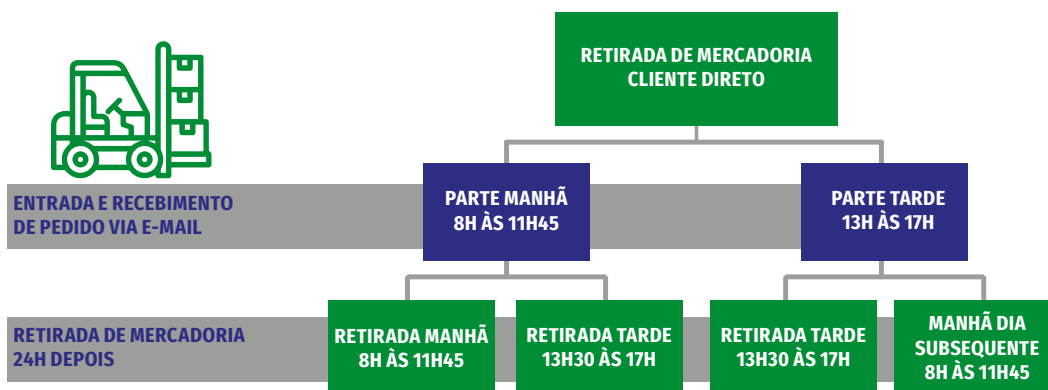 RETIRADA DE MERCADORIA
CLIENTE DIRETO
ENTRADA E RECEBIMENTO
DE PEDIDO VIA E-MAIL
PARTE MANHÃ
8H ÀS 11H45
PARTE TARDE
13H ÀS 17H
RETIRADA DE MERCADORIA
24H DEPOIS
RETIRADA MANHÃ
8H ÀS 11H45
RETIRADA TARDE
13H30 ÀS 17H
RETIRADA TARDE
13H30 ÀS 17H
MANHÃ DIA
SUBSEQUENTE
8H ÀS 11H45